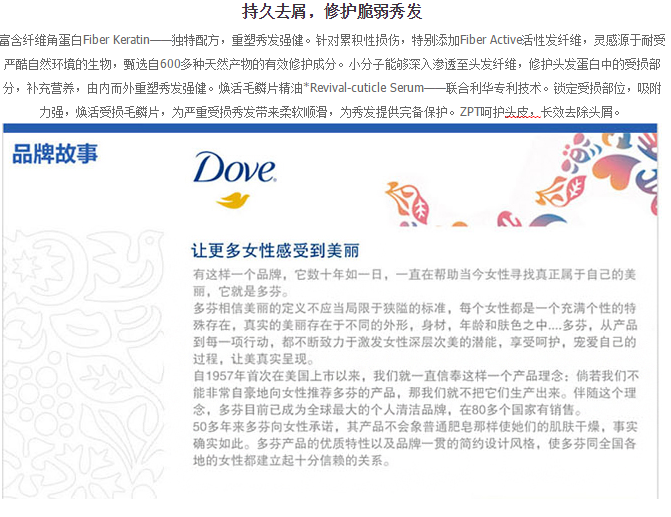 持久去屑，修护脆弱秀发
富含纤维角蛋白Fiber Keratin——独特配方，重塑秀发强健。针对累积性损伤，特别添加Fiber Active活性发纤维，灵感源于耐受
严酷自然环境的生物，甄选自600多种天然产物的有效修护成分。小分子能够深入渗透至头发纤维，修护头发蛋白中的受损部
分，补充营养，由内而外重塑秀发强健。焕活毛鳞片精油*Revival-cuticle Serum——联合利华专利技术。锁定受损部位，吸附
力强，焕活受损毛鳞片，为严重受损秀发带来柔软顺滑，为秀发提供完备保护。ZPT呵护头皮，长效去除头屑。
品牌故事
Dove
让更多女性感受到美丽
有这样一个品牌，它数十年如一日，一直在帮助当今女性寻找真正属于自己的美
丽，它就是多芬。
多芬相信美丽的定义不应当局限于狭隘的标准，每个女性都是一个充满个性的特
殊存在，真实的美丽存在于不同的外形，身材，年龄和肤色之中....多芬，从产品
到每一项行动，都不断致力于激发女性深层次美的潜能，享受呵护，宠爱自己的
过程，让美真实呈现。
自1957年首次在美国上市以来，我们就一直信奉这样一个产品理念：倘若我们不
能非常自豪地向女性推荐多芬的产品，那我们就不把它们生产出来。伴随这个理
念，多芬目前已成为全球最大的个人清洁品牌，在80多个国家有销售。
50多年来多芬向女性承诺，其产品不会象普通肥皂那样使她们的肌肤干燥，事实
确实如此。多芬产品的优质特性以及品牌一贯的简约设计风格，使多芬同全国各
地的女性都建立起十分信赖的关系。